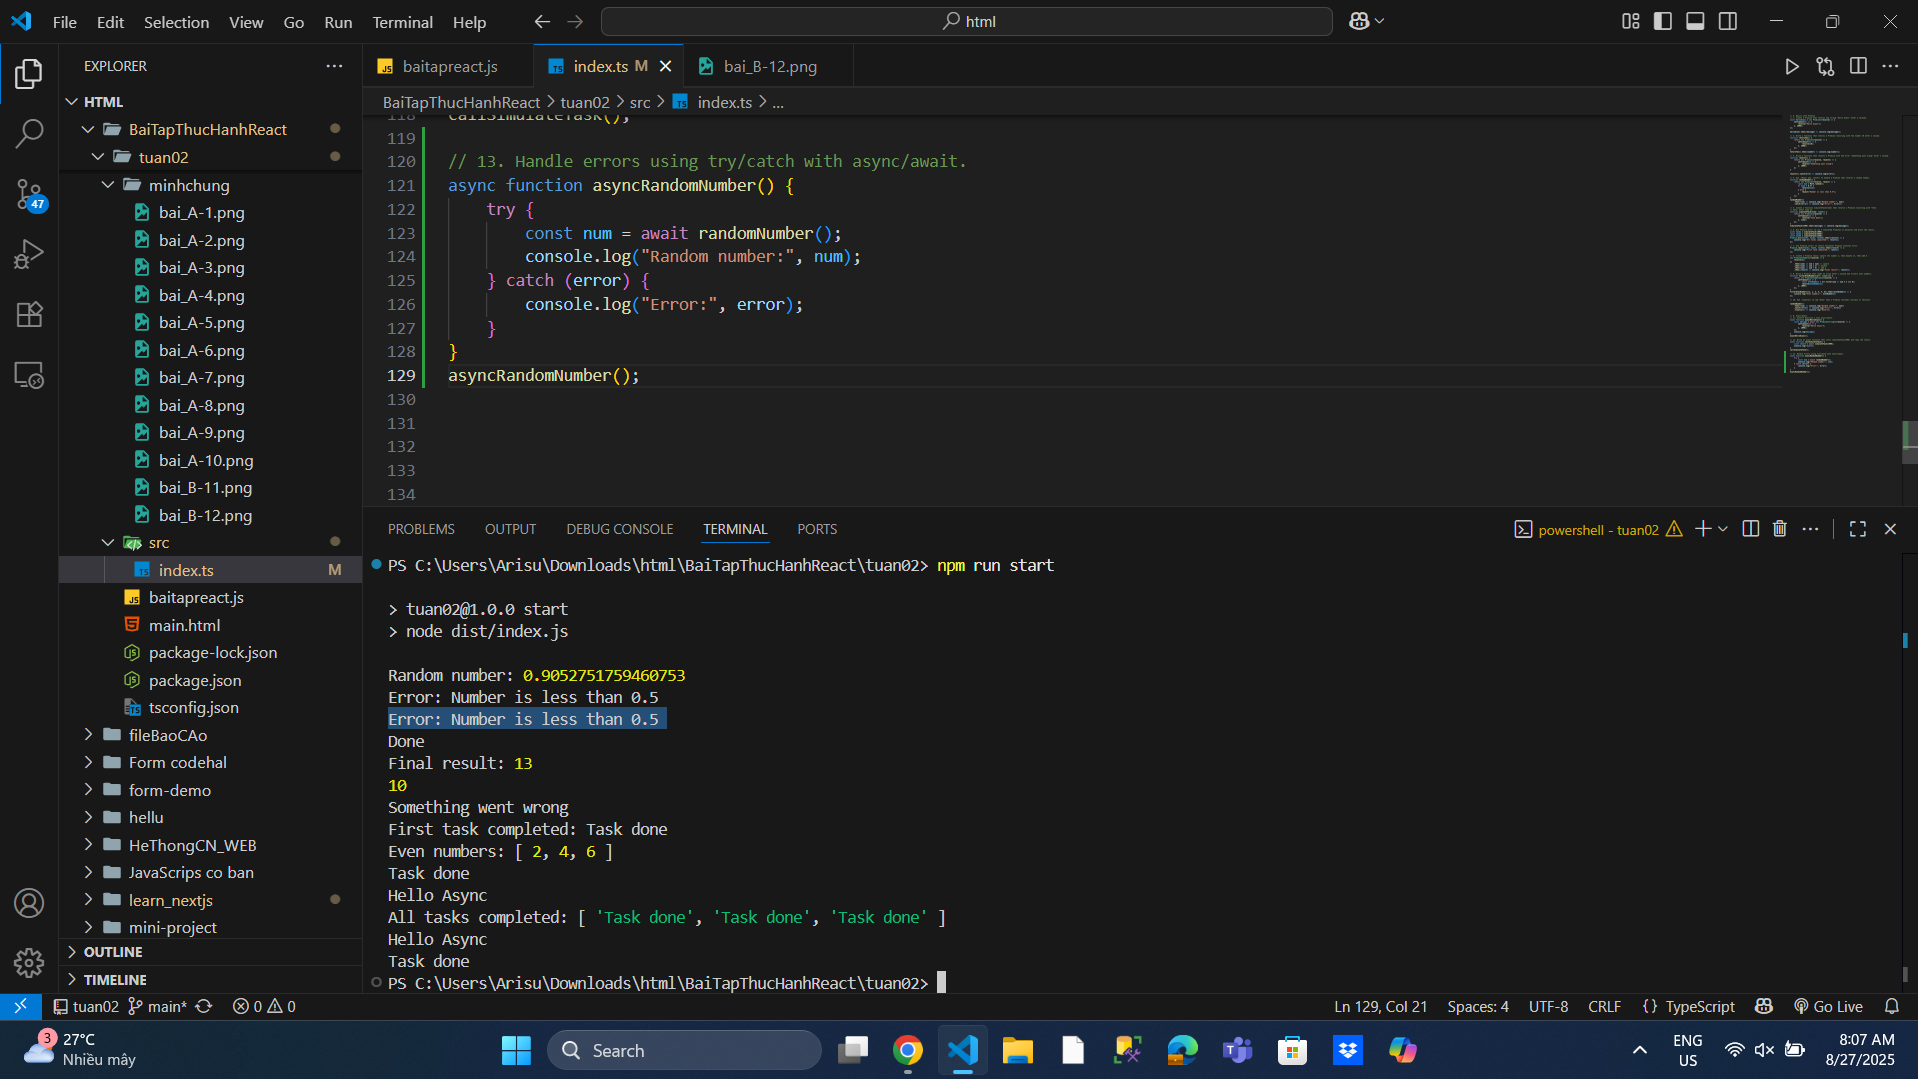 File Edit Selection View Go Run Terminal Help
html
EXPLORER
HTML
BaiTapThucHanhReact
tuan02
minhchung
bai_A-1.png
bai_A-2.png
bai_A-3.png
bai_A-4.png
bai_A-5.png
bai_A-6.png
bai_A-7.png
bai_A-8.png
bai_A-9.png
bai_A-10.png
bai_B-11.png
bai_B-12.png
src
index.ts M
baitapreact.js
main.html
package-lock.json
package.json
tsconfig.json
fileBaoCAo
Form codehal
form-demo
hellu
HeThongCN_WEB
JavaScrips co ban
learn_nextjs
mini-project
OUTLINE
TIMELINE
47
baitapreact.js
index.ts M
bai_B-12.png
BaiTapThucHanhReact > tuan02 > src > index.ts > ...
118 callSimulateTask();
119
120 // 13. Handle errors using try/catch with async/await.
121 async function asyncRandomNumber() {
122 try {
123 const num = await randomNumber();
124 console.log("Random number:", num);
125 } catch (error) {
126 console.log("Error:", error);
127 }
128 }
129 asyncRandomNumber();
130
131
132
133
134
PROBLEMS OUTPUT DEBUG CONSOLE TERMINAL PORTS
powershell - tuan02
PS C:\Users\Arisu\Downloads\html\BaiTapThucHanhReact\tuan02> npm run start
> tuan02@1.0.0 start
> node dist/index.js
Random number: 0.9052751759460753
Error: Number is less than 0.5
Error: Number is less than 0.5
Done
Final result: 13
10
Something went wrong
First task completed: Task done
Even numbers: [ 2, 4, 6 ]
Task done
Hello Async
All tasks completed: [ 'Task done', 'Task done', 'Task done' ]
Hello Async
Task done
PS C:\Users\Arisu\Downloads\html\BaiTapThucHanhReact\tuan02>
tuan02 main* 0 0
Ln 129, Col 21 Spaces: 4 UTF-8 CRLF {} TypeScript Go Live
3
27°C
Nhiều mây
Search
ENG
US
8:07 AM
8/27/2025